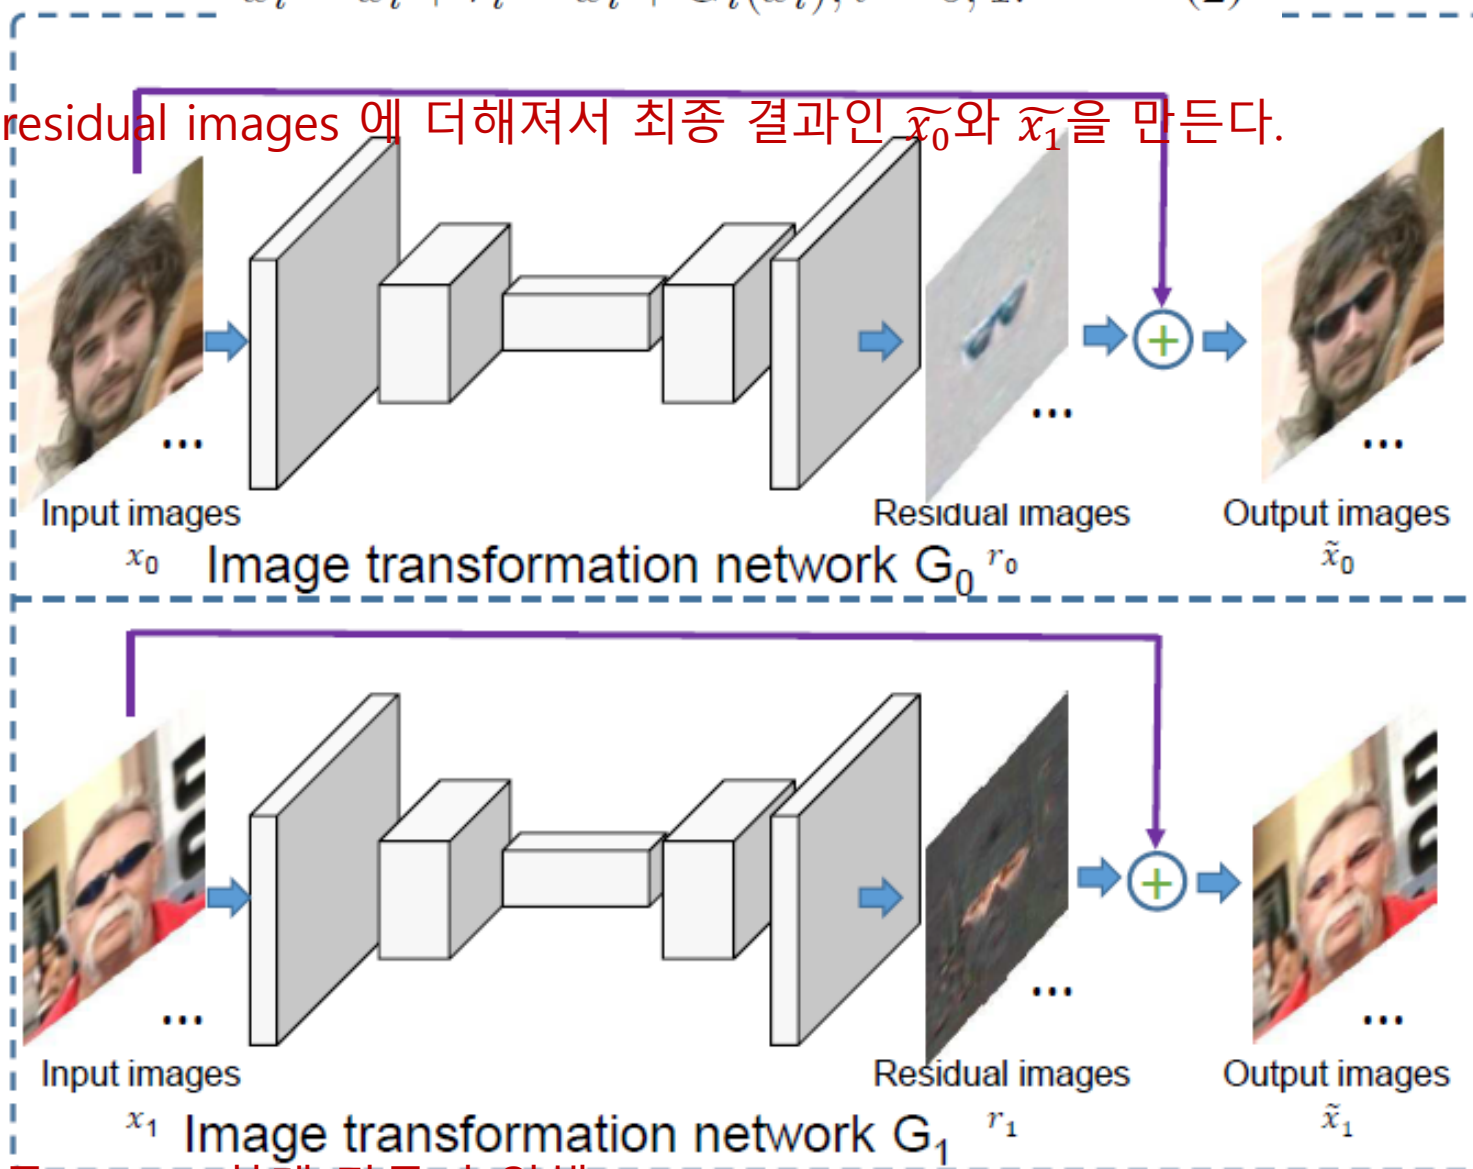 residual images 에 더해져서 최종 결과인 x̃₀와 x̃₁을 만든다.
+
... ... ...
Input images Residual images Output images
x₀ Image transformation network G₀ r₀ x̃₀
+
... ... ...
Input images Residual images Output images
x₁ Image transformation network G₁ r₁ x̃₁